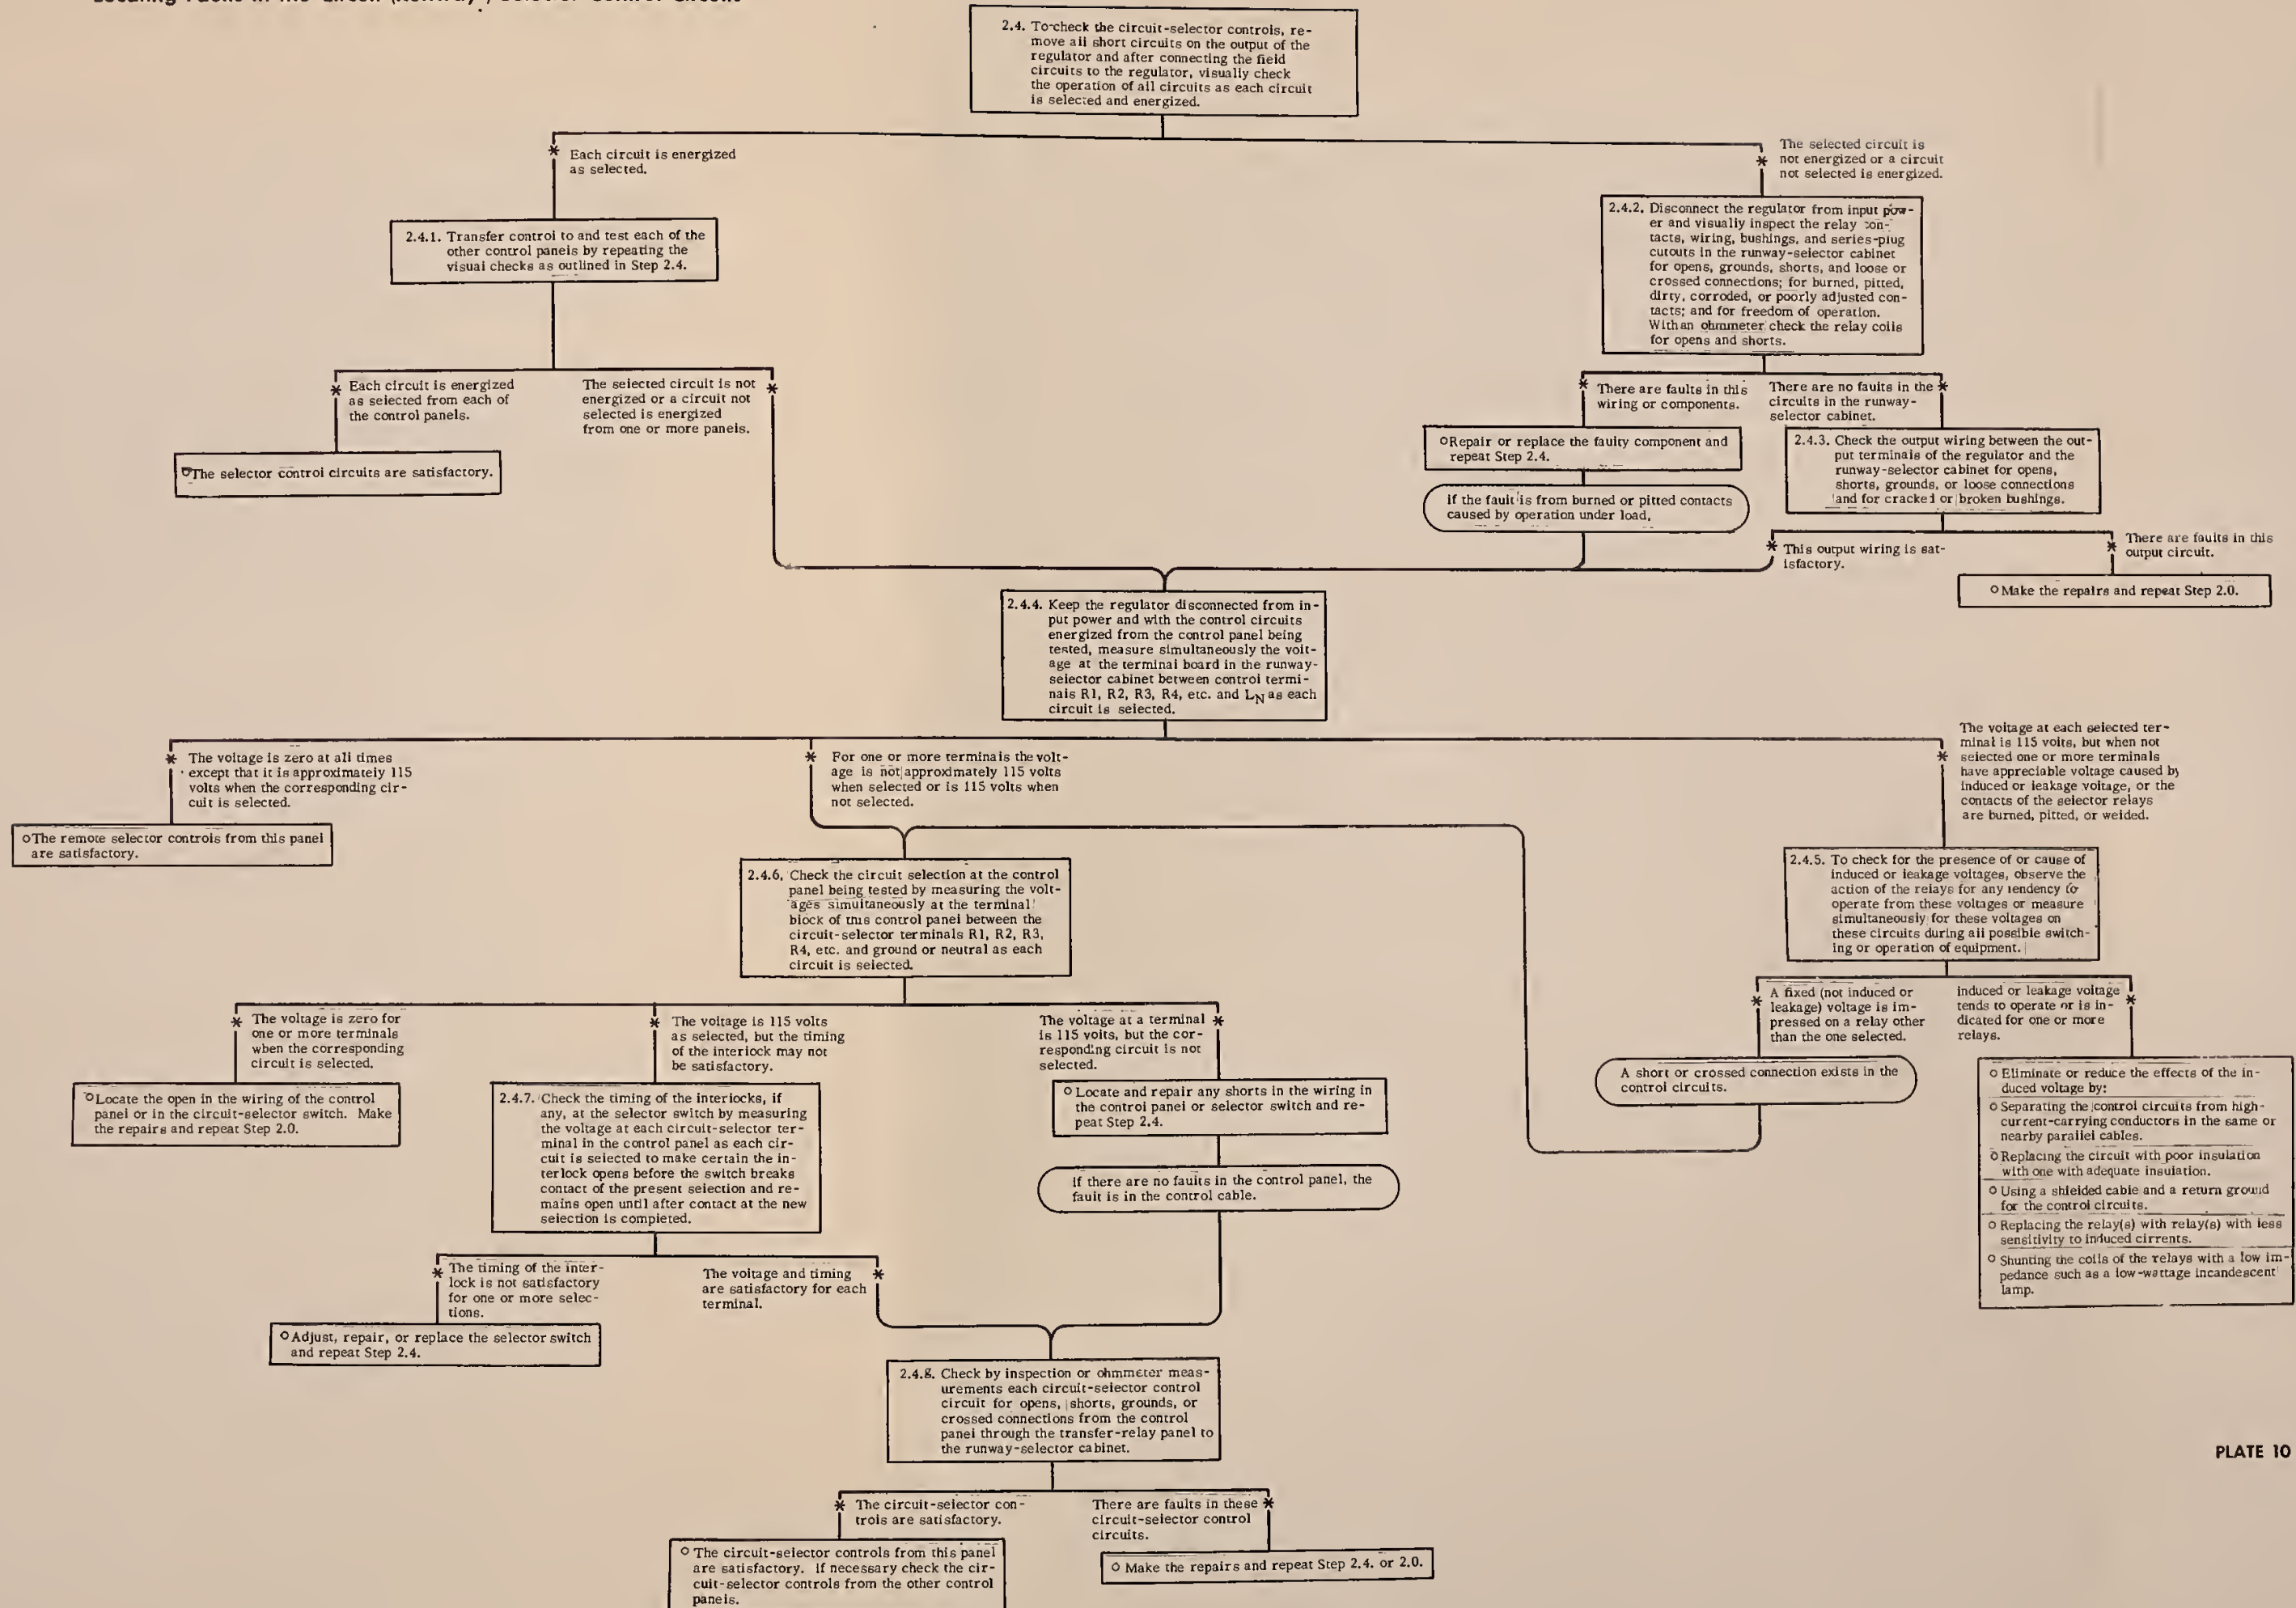 2.4. To check the circuit-selector controls, re-
move all short circuits on the output of the
regulator and after connecting the field
circuits to the regulator, visually check
the operation of all circuits as each circuit
is selected and energized.
Each circuit is energized
as selected.
The selected circuit is
not energized or a circuit
not selected is energized.
2.4.1. Transfer control to and test each of the
other control panels by repeating the
visual checks as outlined in Step 2.4.
2.4.2. Disconnect the regulator from input pow-
er and visually inspect the relay con-
tacts, wiring, bushings, and series-plug
cutouts in the runway-selector cabinet
for opens, grounds, shorts, and loose or
crossed connections; for burned, pitted,
dirty, corroded, or poorly adjusted con-
tacts; and for freedom of operation.
With an ohmmeter check the relay coils
for opens and shorts.
Each circuit is energized
as selected from each of
the control panels.
The selected circuit is not
energized or a circuit not
selected is energized
from one or more panels.
There are faults in this
wiring or components.
There are no faults in the
circuits in the runway-
selector cabinet.
The selector control circuits are satisfactory.
Repair or replace the faulty component and
repeat Step 2.4.
If the fault is from burned or pitted contacts
caused by operation under load,
2.4.3. Check the output wiring between the out-
put terminals of the regulator and the
runway-selector cabinet for opens,
shorts, grounds, or loose connections
and for cracked or broken bushings.
This output wiring is sat-
isfactory.
There are faults in this
output circuit.
Make the repairs and repeat Step 2.0.
2.4.4. Keep the regulator disconnected from in-
put power and with the control circuits
energized from the control panel being
tested, measure simultaneously the volt-
age at the terminal board in the runway-
selector cabinet between control termi-
nals R1, R2, R3, R4, etc. and LN as each
circuit is selected.
The voltage is zero at all times
except that it is approximately 115
volts when the corresponding cir-
cuit is selected.
For one or more terminals the volt-
age is not approximately 115 volts
when selected or is 115 volts when
not selected.
The voltage at each selected ter-
minal is 115 volts, but when not
selected one or more terminals
have appreciable voltage caused by
induced or leakage voltage, or the
contacts of the selector relays
are burned, pitted, or welded.
The remote selector controls from this panel
are satisfactory.
2.4.6. Check the circuit selection at the control
panel being tested by measuring the volt-
ages simultaneously at the terminal
block of this control panel between the
circuit-selector terminals R1, R2, R3,
R4, etc. and ground or neutral as each
circuit is selected.
2.4.5. To check for the presence of or cause of
induced or leakage voltages, observe the
action of the relays for any tendency to
operate from these voltages or measure
simultaneously for these voltages on
these circuits during all possible switch-
ing or operation of equipment.
The voltage is zero for
one or more terminals
when the corresponding
circuit is selected.
The voltage is 115 volts
as selected, but the timing
of the interlock may not
be satisfactory.
The voltage at a terminal
is 115 volts, but the cor-
responding circuit is not
selected.
A fixed (not induced or
leakage) voltage is im-
pressed on a relay other
than the one selected.
Induced or leakage voltage
tends to operate or is in-
dicated for one or more
relays.
Locate the open in the wiring of the control
panel or in the circuit-selector switch. Make
the repairs and repeat Step 2.0.
2.4.7. Check the timing of the interlocks, if
any, at the selector switch by measuring
the voltage at each circuit-selector ter-
minal in the control panel as each cir-
cuit is selected to make certain the in-
terlock opens before the switch breaks
contact of the present selection and re-
mains open until after contact at the new
selection is completed.
Locate and repair any shorts in the wiring in
the control panel or selector switch and re-
peat Step 2.4.
If there are no faults in the control panel, the
fault is in the control cable.
A short or crossed connection exists in the
control circuits.
Eliminate or reduce the effects of the in-
duced voltage by:
Separating the control circuits from high-
current-carrying conductors in the same or
nearby parallel cables.
Replacing the circuit with poor insulation
with one with adequate insulation.
Using a shielded cable and a return ground
for the control circuits.
Replacing the relay(s) with relay(s) with less
sensitivity to induced cirrents.
Shunting the coils of the relays with a low im-
pedance such as a low-wattage incandescent
lamp.
The timing of the inter-
lock is not satisfactory
for one or more selec-
tions.
The voltage and timing
are satisfactory for each
terminal.
Adjust, repair, or replace the selector switch
and repeat Step 2.4.
2.4.8. Check by inspection or ohmmeter meas-
urements each circuit-selector control
circuit for opens, shorts, grounds, or
crossed connections from the control
panel through the transfer-relay panel to
the runway-selector cabinet.
PLATE 10
The circuit-selector con-
trols are satisfactory.
There are faults in these
circuit-selector control
circuits.
The circuit-selector controls from this panel
are satisfactory. If necessary check the cir-
cuit-selector controls from the other control
panels.
Make the repairs and repeat Step 2.4. or 2.0.